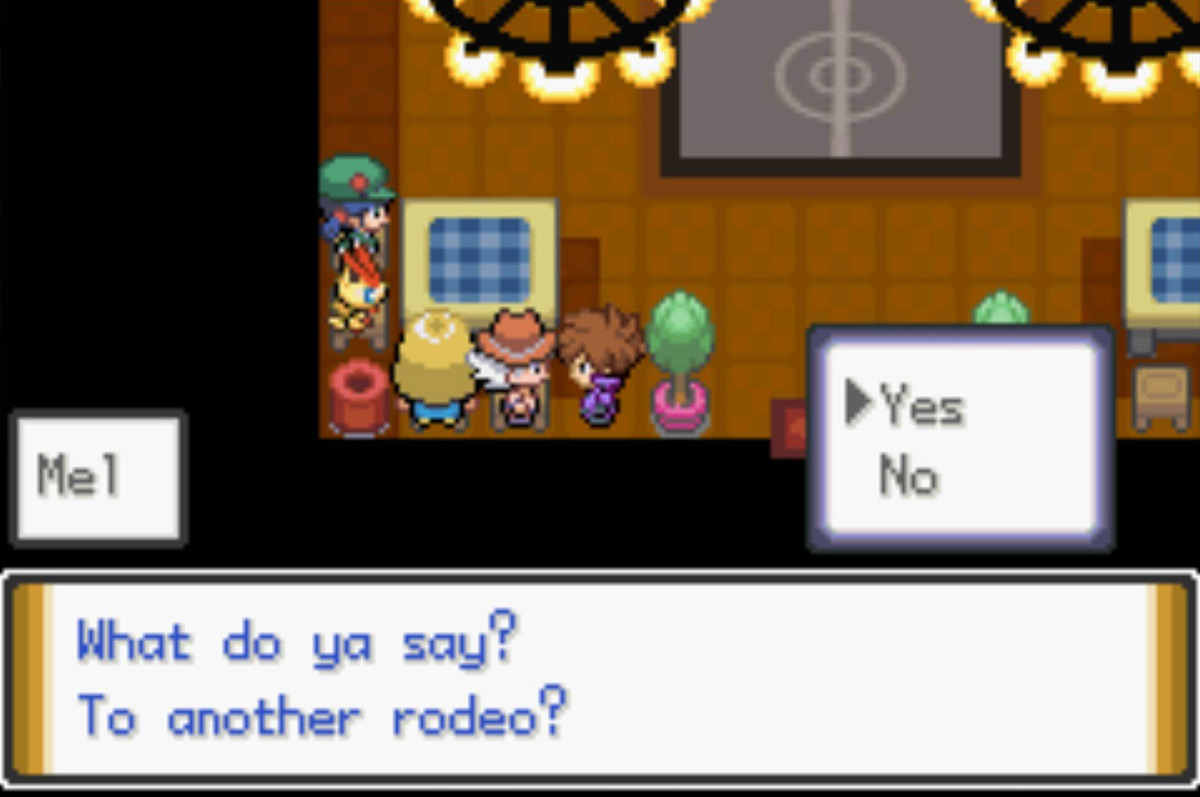 Yes
No
Mel
What do ya say?
To another rodeo?